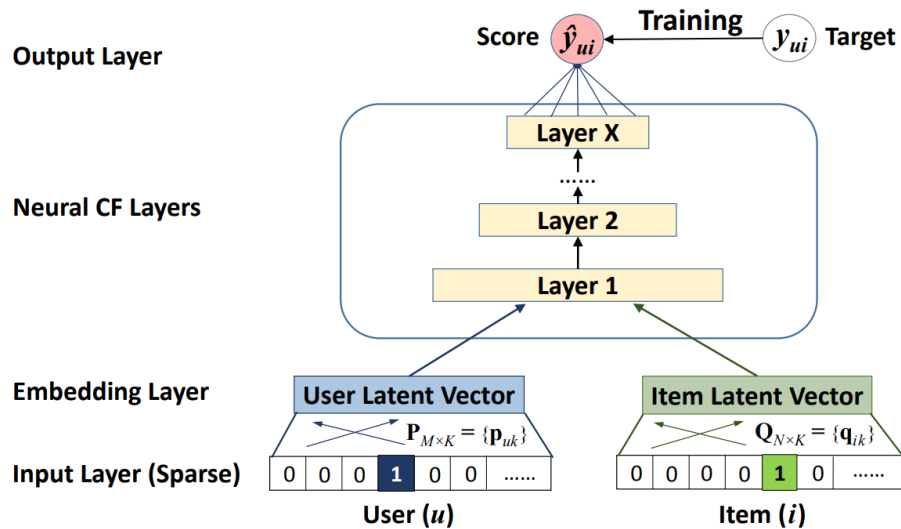 Output Layer
Score
ŷui
Training
yui
Target
Neural CF Layers
Layer X
......
Layer 2
Layer 1
Embedding Layer
User Latent Vector
Item Latent Vector
PM×K = {puk}
QN×K = {qik}
Input Layer (Sparse)
0 0 0 1 0 0 ......
0 0 0 0 1 0 ......
User (u)
Item (i)